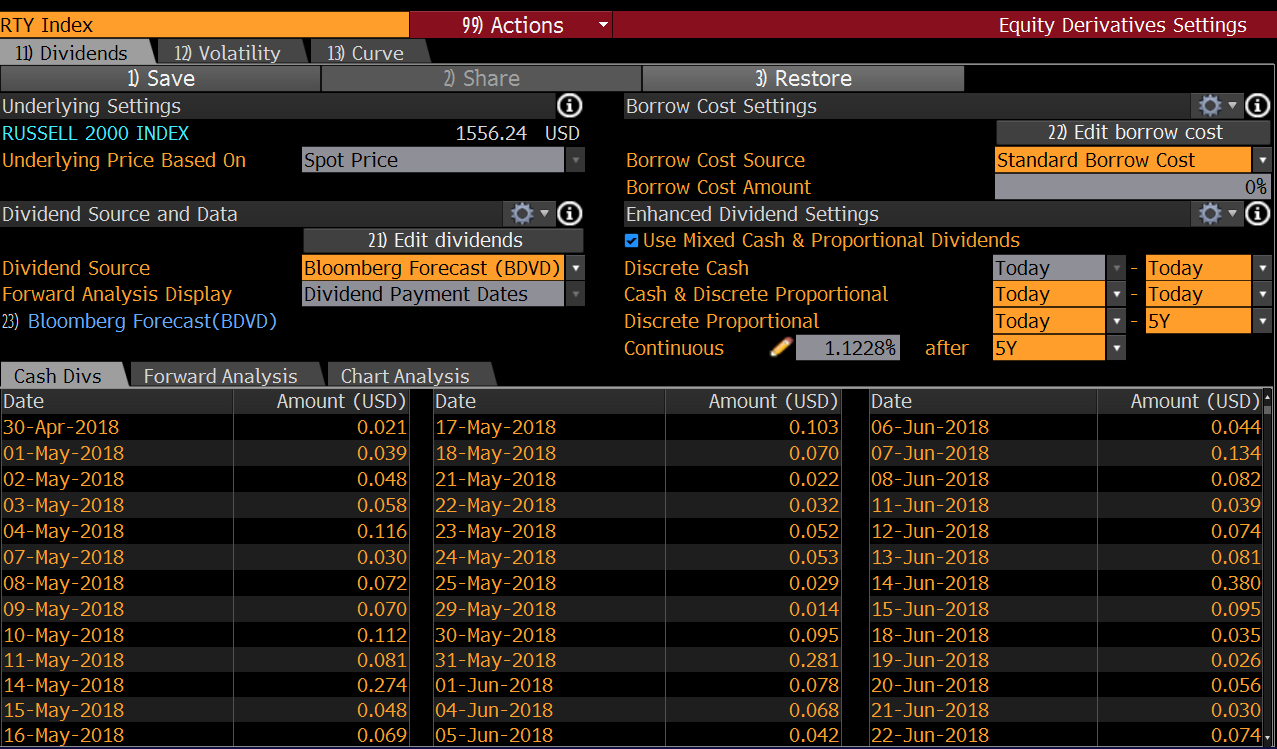 RTY Index 99) Actions Equity Derivatives Settings
11) Dividends 12) Volatility 13) Curve
1) Save 2) Share 3) Restore
Underlying Settings Borrow Cost Settings
RUSSELL 2000 INDEX 1556.24 USD 22) Edit borrow cost
Underlying Price Based On Spot Price Borrow Cost Source Standard Borrow Cost
Borrow Cost Amount 0%
Dividend Source and Data Enhanced Dividend Settings
21) Edit dividends Use Mixed Cash & Proportional Dividends
Dividend Source Bloomberg Forecast (BDVD) Discrete Cash Today - Today
Forward Analysis Display Dividend Payment Dates Cash & Discrete Proportional Today - Today
23) Bloomberg Forecast(BDVD) Discrete Proportional Today - 5Y
Continuous 1.1228% after 5Y
Cash Divs Forward Analysis Chart Analysis
Date Amount (USD) Date Amount (USD) Date Amount (USD)
30-Apr-2018 0.021 17-May-2018 0.103 06-Jun-2018 0.044
01-May-2018 0.039 18-May-2018 0.070 07-Jun-2018 0.134
02-May-2018 0.048 21-May-2018 0.022 08-Jun-2018 0.082
03-May-2018 0.058 22-May-2018 0.032 11-Jun-2018 0.039
04-May-2018 0.116 23-May-2018 0.052 12-Jun-2018 0.074
07-May-2018 0.030 24-May-2018 0.053 13-Jun-2018 0.081
08-May-2018 0.072 25-May-2018 0.029 14-Jun-2018 0.380
09-May-2018 0.070 29-May-2018 0.014 15-Jun-2018 0.095
10-May-2018 0.112 30-May-2018 0.095 18-Jun-2018 0.035
11-May-2018 0.081 31-May-2018 0.281 19-Jun-2018 0.026
14-May-2018 0.274 01-Jun-2018 0.078 20-Jun-2018 0.056
15-May-2018 0.048 04-Jun-2018 0.068 21-Jun-2018 0.030
16-May-2018 0.069 05-Jun-2018 0.042 22-Jun-2018 0.074